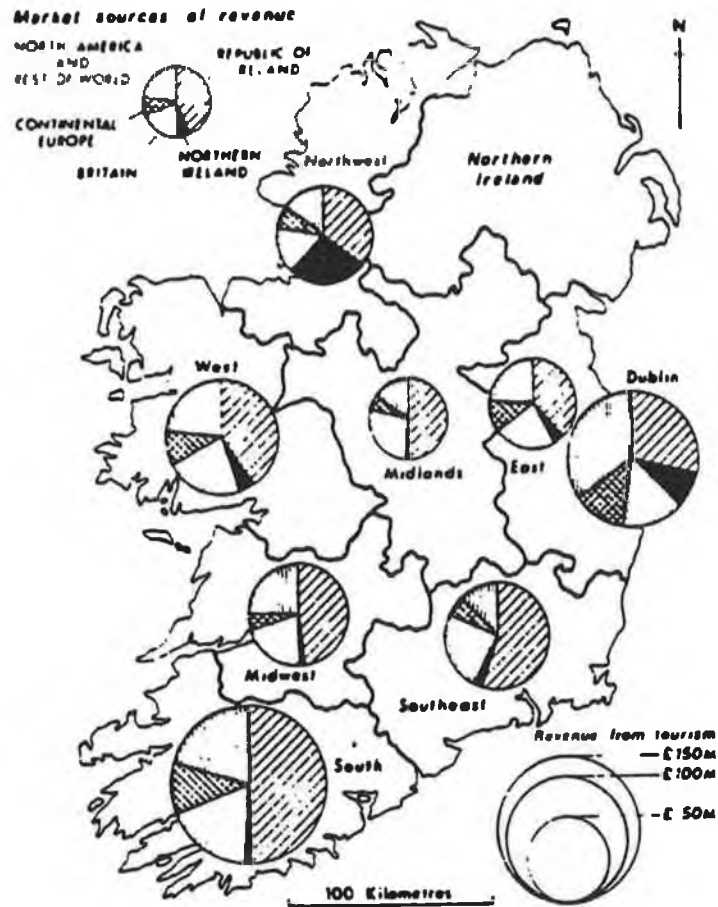 Market sources of revenue
NORTH AMERICA
AND
REST OF WORLD
REPUBLIC OF
IRELAND
CONTINENTAL
EUROPE
NORTHERN
IRELAND
BRITAIN
N
Northwest
Northern
Ireland
West
Dublin
Midlands
East
Midwest
Southeast
South
Revenue from tourism
£150M
£100M
£ 50M
100 Kilometres